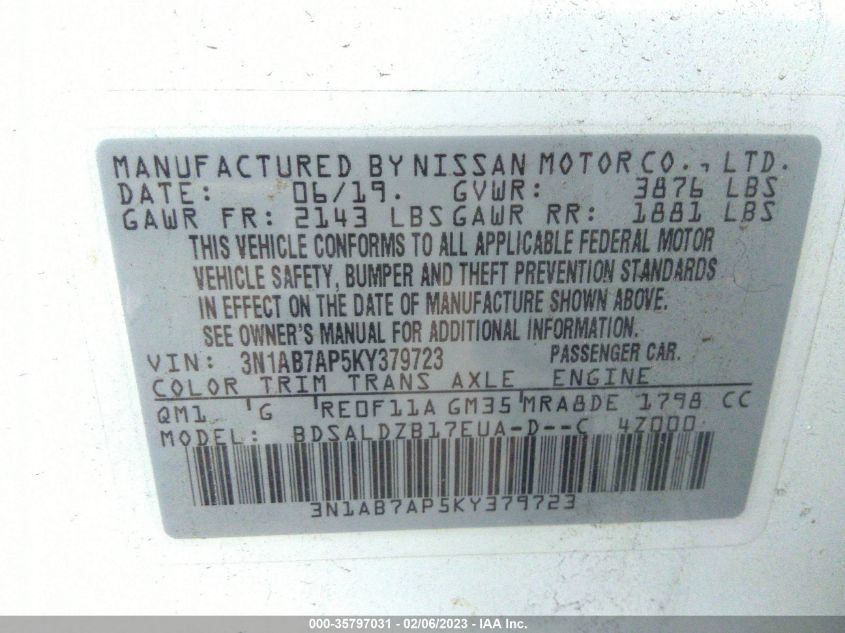 MANUFACTURED BY NISSAN MOTOR CO., LTD.
DATE: 06/19. GVWR: 3876 LBS
GAWR FR: 2143 LBS GAWR RR: 1881 LBS
THIS VEHICLE CONFORMS TO ALL APPLICABLE FEDERAL MOTOR
VEHICLE SAFETY, BUMPER AND THEFT PREVENTION STANDARDS
IN EFFECT ON THE DATE OF MANUFACTURE SHOWN ABOVE.
SEE OWNER'S MANUAL FOR ADDITIONAL INFORMATION.
VIN: 3N1AB7AP5KY379723 PASSENGER CAR.
COLOR TRIM TRANS AXLE ENGINE
QM1 G RE0F11A GM35 MRA8DE 1798 CC
MODEL: BDSALDZB17EUA-D--C 4Z000
3N1AB7AP5KY379723
000-35797031 - 02/06/2023 - IAA Inc.